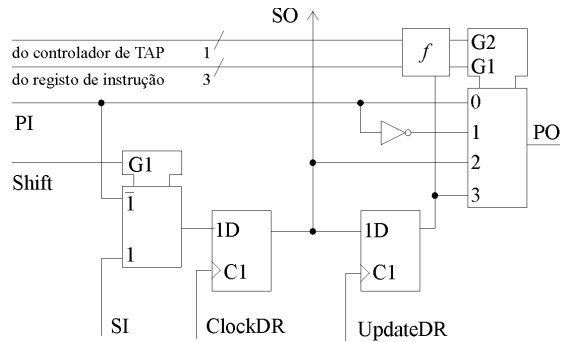 SO
do controlador de TAP 1
f
G2
do registo de instrução 3
G1
PI
0
1
PO
G1
2
Shift
1
3
1D
1D
1
C1
C1
SI
ClockDR
UpdateDR